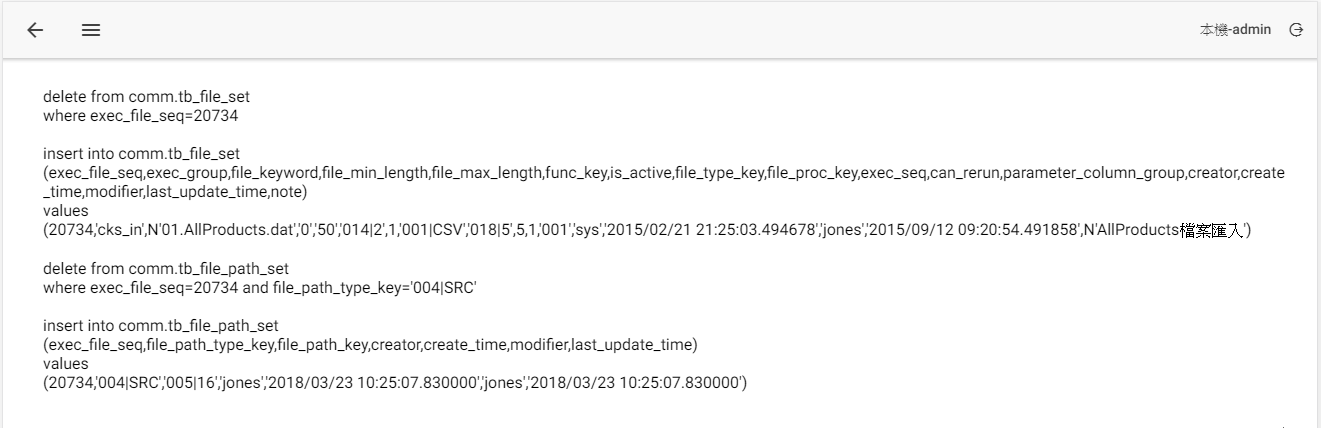 本機-admin
delete from comm.tb_file_set
where exec_file_seq=20734
insert into comm.tb_file_set
(exec_file_seq,exec_group,file_keyword,file_min_length,file_max_length,func_key,is_active,file_type_key,file_proc_key,exec_seq,can_rerun,parameter_column_group,creator,create
_time,modifier,last_update_time,note)
values
(20734,'cks_in',N'01.AllProducts.dat','0','50','014|2',1,'001|CSV','018|5',5,1,'001','sys','2015/02/21 21:25:03.494678','jones','2015/09/12 09:20:54.491858',N'AllProducts檔案匯入')
delete from comm.tb_file_path_set
where exec_file_seq=20734 and file_path_type_key='004|SRC'
insert into comm.tb_file_path_set
(exec_file_seq,file_path_type_key,file_path_key,creator,create_time,modifier,last_update_time)
values
(20734,'004|SRC','005|16','jones','2018/03/23 10:25:07.830000','jones','2018/03/23 10:25:07.830000')